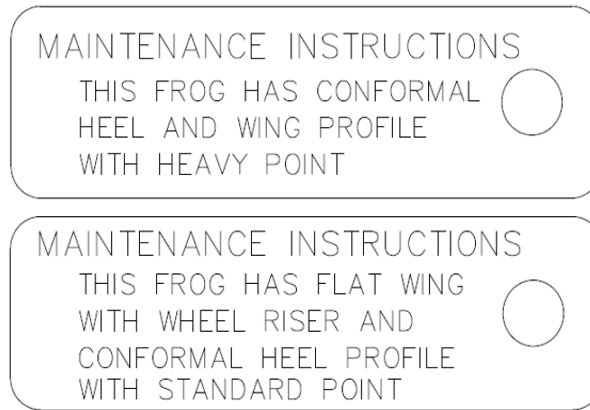 MAINTENANCE INSTRUCTIONS
THIS FROG HAS CONFORMAL
HEEL AND WING PROFILE
WITH HEAVY POINT
MAINTENANCE INSTRUCTIONS
THIS FROG HAS FLAT WING
WITH WHEEL RISER AND
CONFORMAL HEEL PROFILE
WITH STANDARD POINT